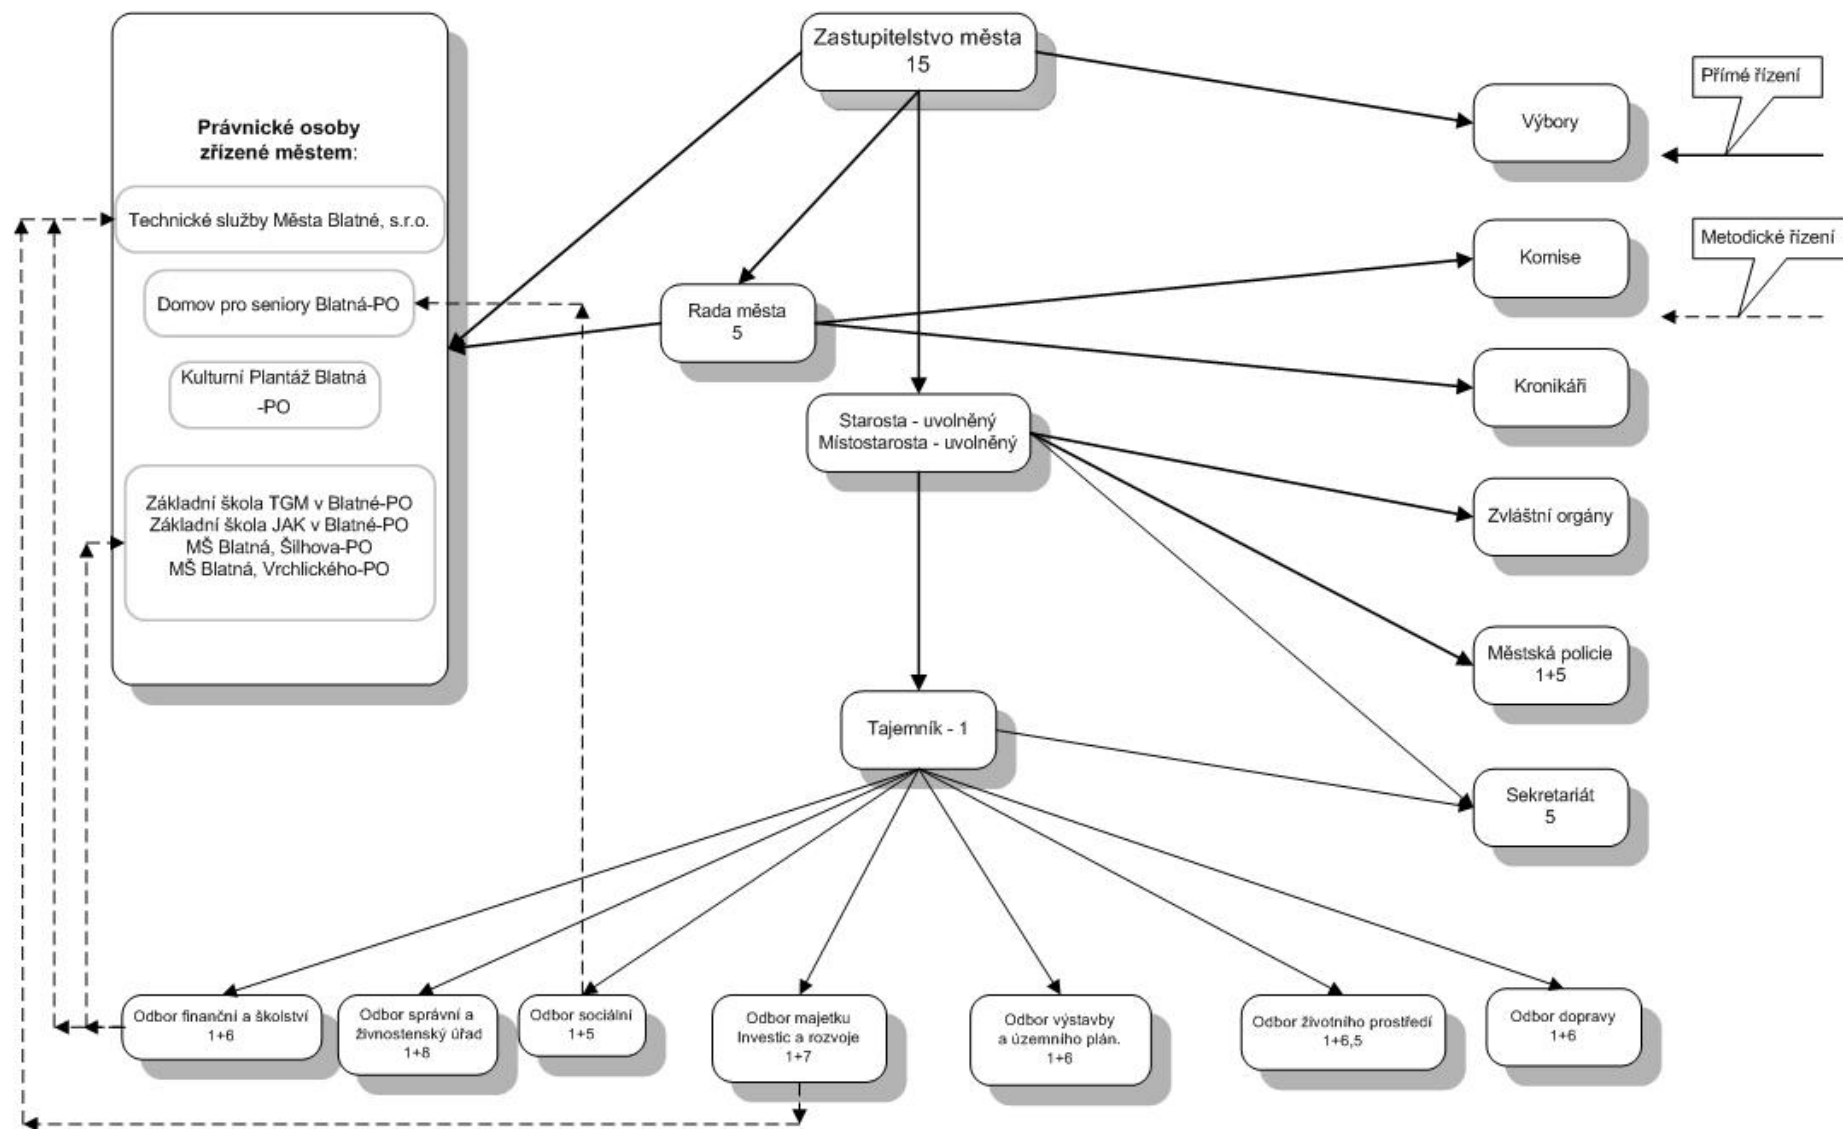 Zastupitelstvo města
15
Právnické osoby
zřízené městem:
Technické služby Města Blatné, s.r.o.
Domov pro seniory Blatná-PO
Kulturní Plantáž Blatná
-PO
Základní škola TGM v Blatné-PO
Základní škola JAK v Blatné-PO
MŠ Blatná, Šilhova-PO
MŠ Blatná, Vrchlického-PO
Výbory
Přímé řízení
Komise
Metodické řízení
Rada města
5
Kronikáři
Starosta - uvolněný
Místostarosta - uvolněný
Zvláštní orgány
Městská policie
1+5
Tajemník - 1
Sekretariát
5
Odbor finanční a školství
1+6
Odbor správní a
živnostenský úřad
1+8
Odbor sociální
1+5
Odbor majetku
Investic a rozvoje
1+7
Odbor výstavby
a územního plán.
1+6
Odbor životního prostředí
1+6,5
Odbor dopravy
1+6